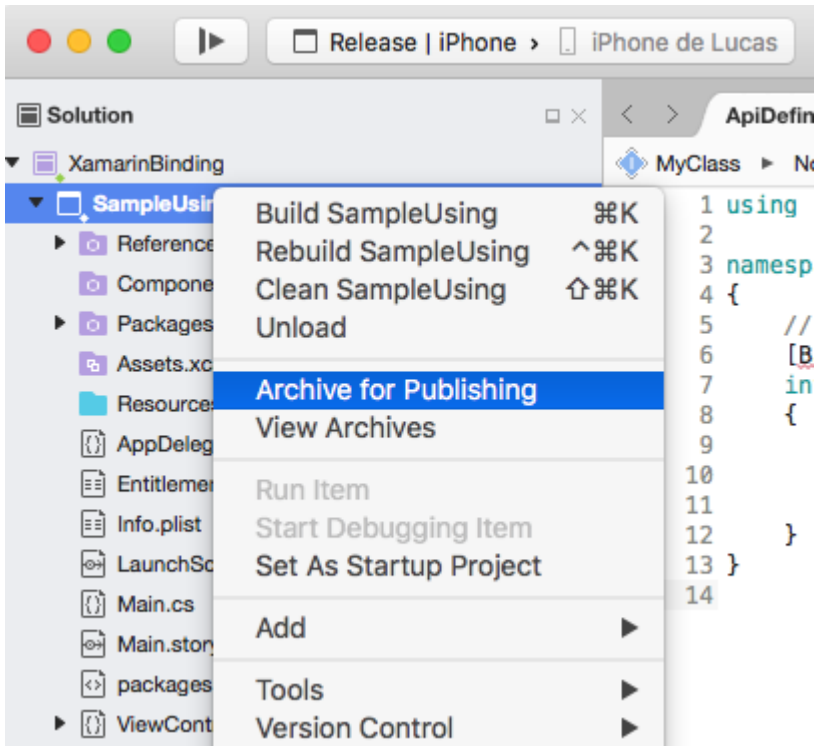 Release | iPhone › iPhone de Lucas
Solution
XamarinBinding
SampleUsin
Reference
Compone
Packages
Assets.xc
Resource
AppDeleg
Entitleme
Info.plist
LaunchSc
Main.cs
Main.stor
packages
ViewCont
Build SampleUsing ⌘K
Rebuild SampleUsing ^⌘K
Clean SampleUsing ⇧⌘K
Unload
Archive for Publishing
View Archives
Run Item
Start Debugging Item
Set As Startup Project
Add
Tools
Version Control
ApiDefin
MyClass ▶ No
1 using
2
3 namesp
4 {
5 //
6 [B
7 in
8 {
9
10
11
12 }
13 }
14